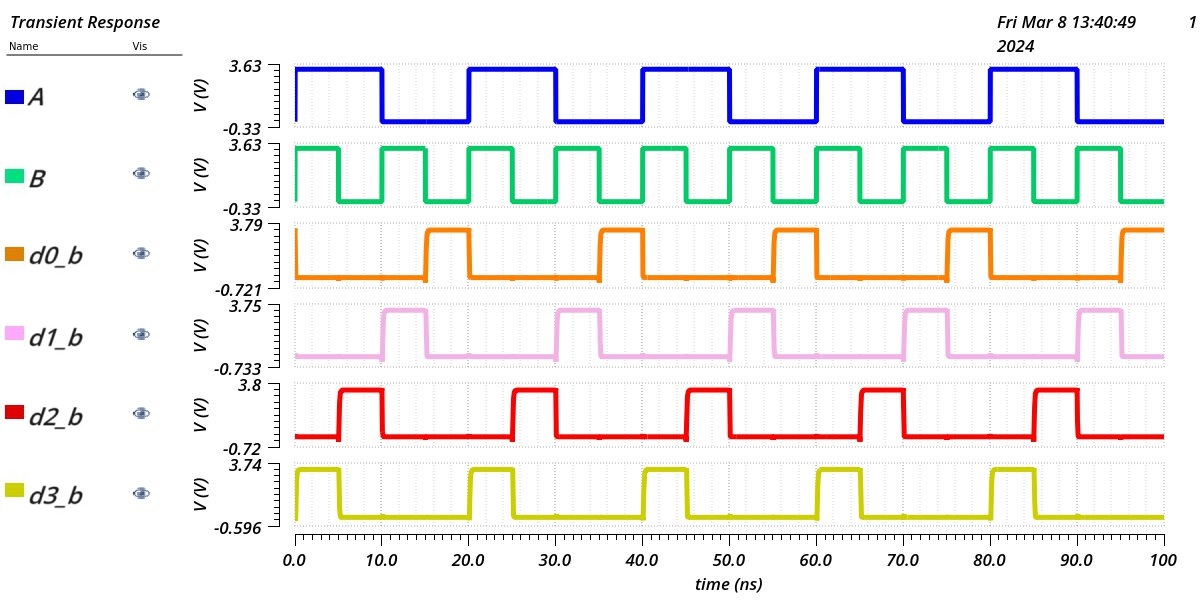 Transient Response
Fri Mar 8 13:40:49 1
2024
Name Vis
A
V (V)
3.63
-0.33
B
V (V)
3.63
-0.33
d0_b
V (V)
3.79
-0.721
d1_b
V (V)
3.75
-0.733
d2_b
V (V)
3.8
-0.72
d3_b
V (V)
3.74
-0.596
0.0 10.0 20.0 30.0 40.0 50.0 60.0 70.0 80.0 90.0 100
time (ns)